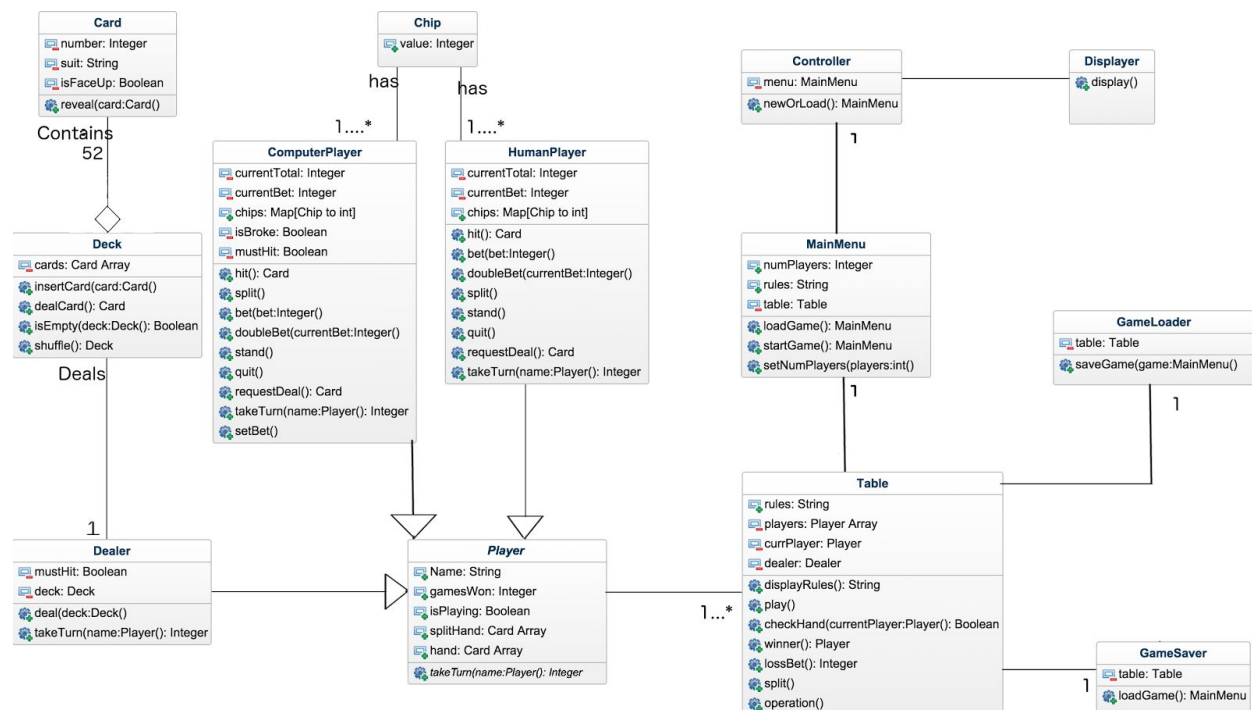 Card
number: Integer
suit: String
isFaceUp: Boolean
reveal(card:Card()
Contains
52
Chip
value: Integer
has
has
1....*
1....*
Controller
menu: MainMenu
newOrLoad(): MainMenu
1
Displayer
display()
ComputerPlayer
currentTotal: Integer
currentBet: Integer
chips: Map[Chip to int]
isBroke: Boolean
mustHit: Boolean
hit(): Card
split()
bet(bet:Integer()
doubleBet(currentBet:Integer()
stand()
quit()
requestDeal(): Card
takeTurn(name:Player(): Integer
setBet()
HumanPlayer
currentTotal: Integer
currentBet: Integer
chips: Map[Chip to int]
hit(): Card
bet(bet:Integer()
doubleBet(currentBet:Integer()
split()
stand()
quit()
requestDeal(): Card
takeTurn(name:Player(): Integer
Deck
cards: Card Array
insertCard(card:Card()
dealCard(): Card
isEmpty(deck:Deck(): Boolean
shuffle(): Deck
Deals
1
MainMenu
numPlayers: Integer
rules: String
table: Table
loadGame(): MainMenu
startGame(): MainMenu
setNumPlayers(players:int()
1
GameLoader
table: Table
saveGame(game:MainMenu()
1
Dealer
mustHit: Boolean
deck: Deck
deal(deck:Deck()
takeTurn(name:Player(): Integer
Player
Name: String
gamesWon: Integer
isPlaying: Boolean
splitHand: Card Array
hand: Card Array
takeTurn(name:Player(): Integer
1...*
Table
rules: String
players: Player Array
currPlayer: Player
dealer: Dealer
displayRules(): String
play()
checkHand(currentPlayer:Player(): Boolean
winner(): Player
lossBet(): Integer
split()
operation()
1
GameSaver
table: Table
loadGame(): MainMenu